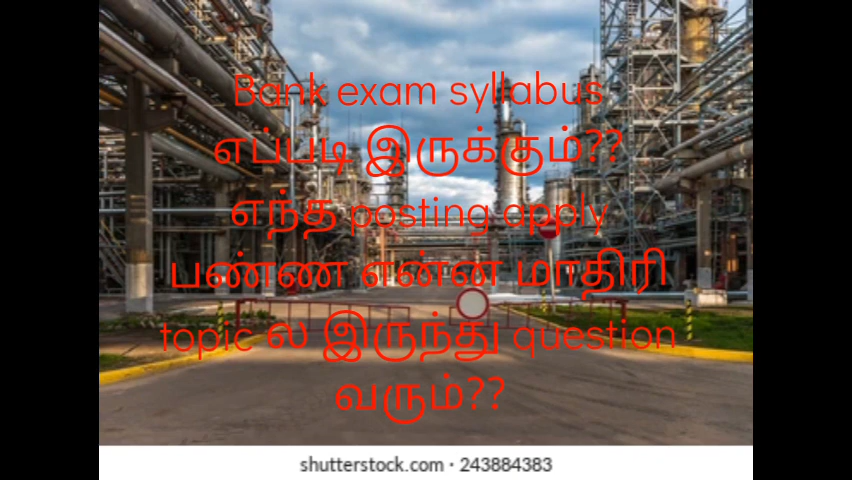 Bank exam syllabus
எப்படி இருக்கும்??
எந்த posting apply
பண்ண என்ன மாதிரி
topic ல இருந்து question
வரும்??
shutterstock.com · 243884383